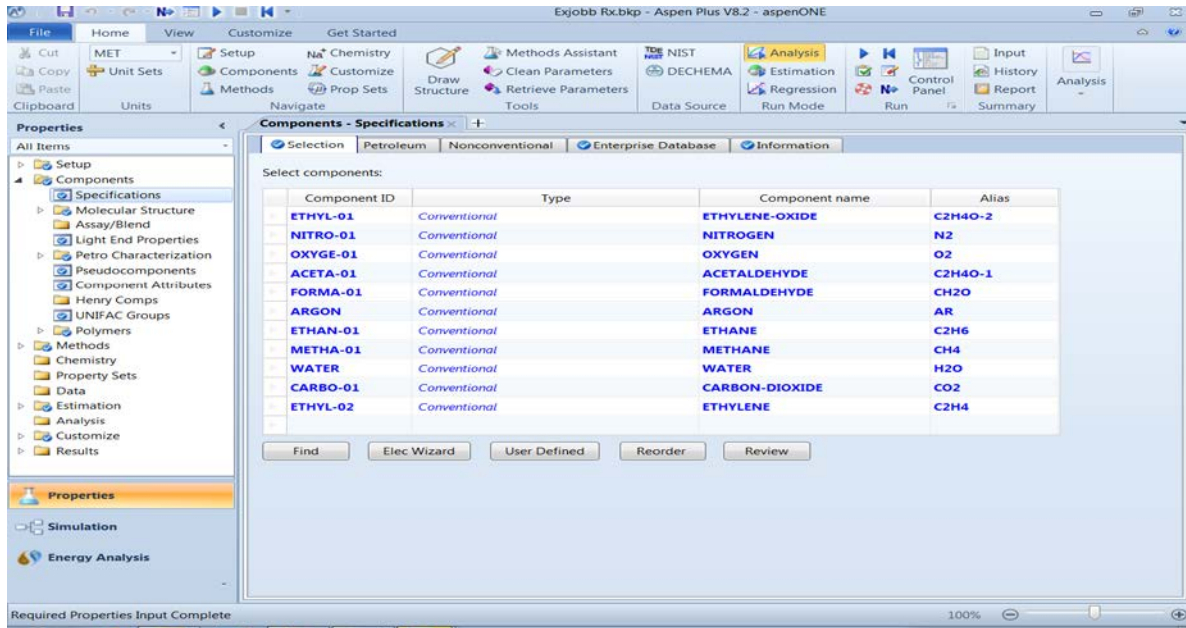 Exjobb Rx.bkp - Aspen Plus V8.2 - aspenONE
File Home View Customize Get Started
Cut MET Setup Na+ Chemistry Methods Assistant NIST Analysis Input
Copy Unit Sets Components Customize Draw Structure Clean Parameters DECHEMA Estimation Control Panel History Analysis
Paste Methods Prop Sets Retrieve Parameters Regression N Report
Clipboard Units Navigate Tools Data Source Run Mode Run Summary
Properties Components - Specifications
All Items Selection Petroleum Nonconventional Enterprise Database Information
Setup
Components Select components:
Specifications Component ID Type Component name Alias
Molecular Structure ETHYL-01 Conventional ETHYLENE-OXIDE C2H4O-2
Assay/Blend NITRO-01 Conventional NITROGEN N2
Light End Properties OXYGE-01 Conventional OXYGEN O2
Petro Characterization ACETA-01 Conventional ACETALDEHYDE C2H4O-1
Pseudocomponents FORMA-01 Conventional FORMALDEHYDE CH2O
Component Attributes ARGON Conventional ARGON AR
Henry Comps ETHAN-01 Conventional ETHANE C2H6
UNIFAC Groups METHA-01 Conventional METHANE CH4
Polymers WATER Conventional WATER H2O
Methods CARBO-01 Conventional CARBON-DIOXIDE CO2
Chemistry ETHYL-02 Conventional ETHYLENE C2H4
Property Sets
Data
Estimation
Analysis
Customize
Results Find Elec Wizard User Defined Reorder Review
Properties
Simulation
Energy Analysis
Required Properties Input Complete 100%